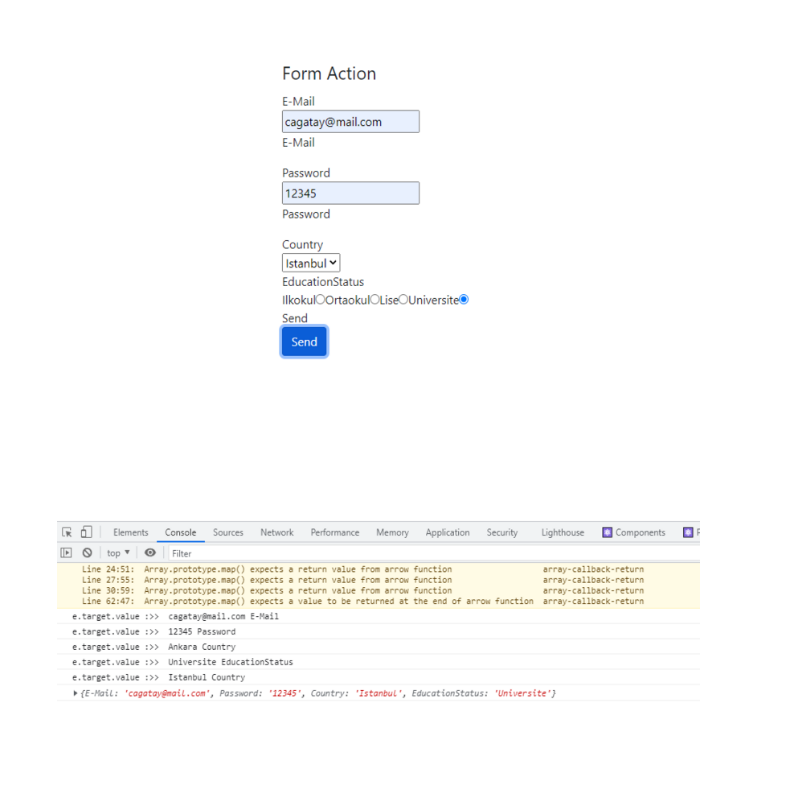 Form Action
E-Mail
cagatay@mail.com
E-Mail
Password
12345
Password
Country
Istanbul
EducationStatus
IlkokulOrtaokulLiseUniversite
Send
Send
Elements Console Sources Network Performance Memory Application Security Lighthouse Components
top Filter
Line 24:51: Array.prototype.map() expects a return value from arrow function array-callback-return
Line 27:55: Array.prototype.map() expects a return value from arrow function array-callback-return
Line 30:59: Array.prototype.map() expects a return value from arrow function array-callback-return
Line 62:47: Array.prototype.map() expects a value to be returned at the end of arrow function array-callback-return
e.target.value :>> cagatay@mail.com E-Mail
e.target.value :>> 12345 Password
e.target.value :>> Ankara Country
e.target.value :>> Universite EducationStatus
e.target.value :>> Istanbul Country
{E-Mail: 'cagatay@mail.com', Password: '12345', Country: 'Istanbul', EducationStatus: 'Universite'}